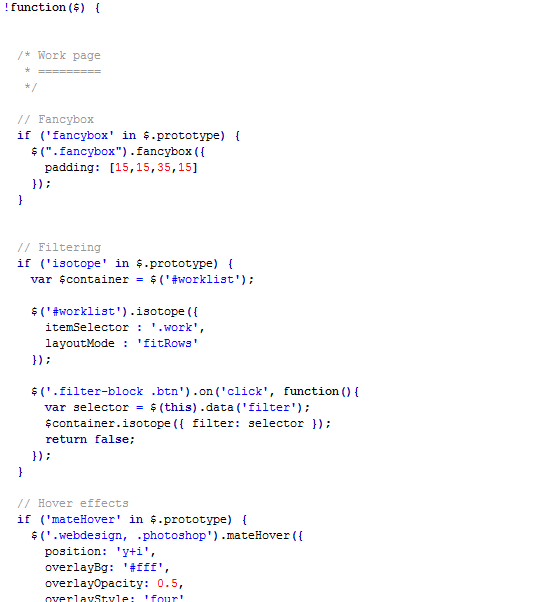 !function($) {
/* Work page
* =========
*/
// Fancybox
if ('fancybox' in $.prototype) {
$(".fancybox").fancybox({
padding: [15,15,35,15]
});
}
// Filtering
if ('isotope' in $.prototype) {
var $container = $('#worklist');
$('#worklist').isotope({
itemSelector : '.work',
layoutMode : 'fitRows'
});
$('.filter-block .btn').on('click', function(){
var selector = $(this).data('filter');
$container.isotope({ filter: selector });
return false;
});
}
// Hover effects
if ('mateHover' in $.prototype) {
$('.webdesign, .photoshop').mateHover({
position: 'y+i',
overlayBg: '#fff',
overlayOpacity: 0.5,
overlayStyle: 'four'